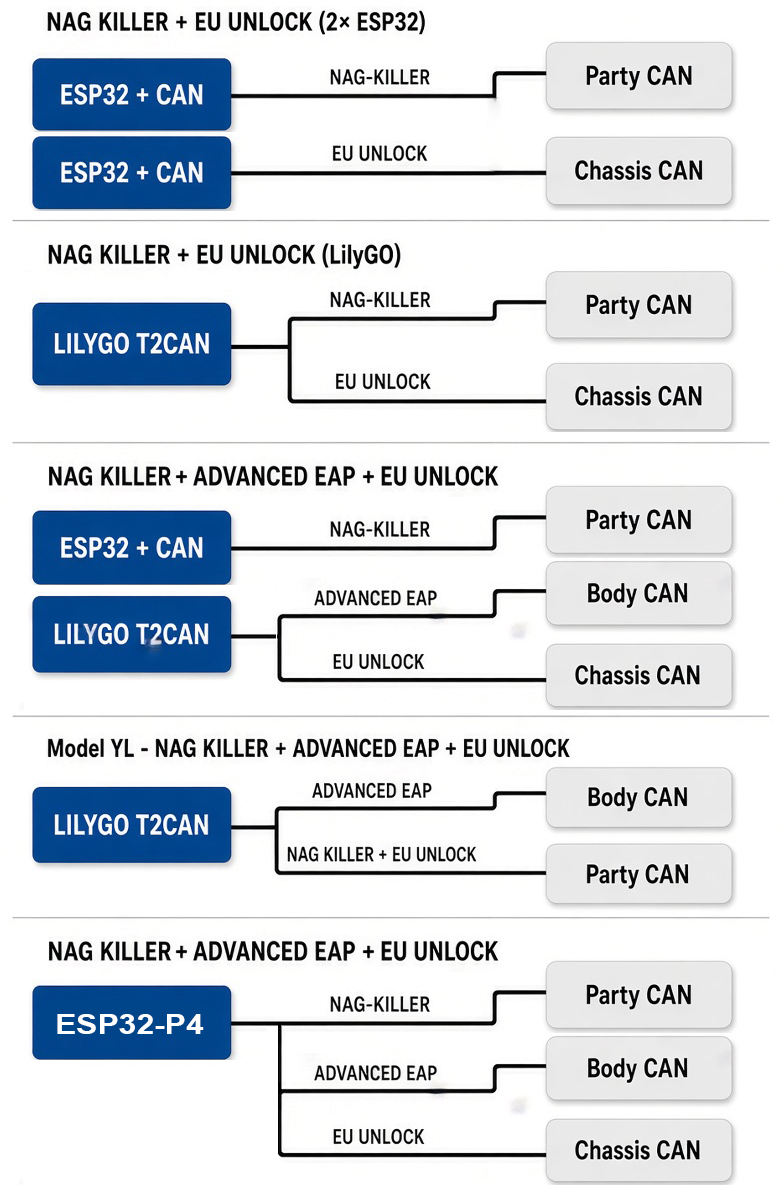 NAG KILLER + EU UNLOCK (2× ESP32)
ESP32 + CAN
NAG-KILLER
Party CAN
ESP32 + CAN
EU UNLOCK
Chassis CAN
NAG KILLER + EU UNLOCK (LilyGO)
LILYGO T2CAN
NAG-KILLER
Party CAN
EU UNLOCK
Chassis CAN
NAG KILLER + ADVANCED EAP + EU UNLOCK
ESP32 + CAN
NAG-KILLER
Party CAN
LILYGO T2CAN
ADVANCED EAP
Body CAN
EU UNLOCK
Chassis CAN
Model YL - NAG KILLER + ADVANCED EAP + EU UNLOCK
LILYGO T2CAN
ADVANCED EAP
Body CAN
NAG KILLER + EU UNLOCK
Party CAN
NAG KILLER + ADVANCED EAP + EU UNLOCK
ESP32-P4
NAG-KILLER
Party CAN
ADVANCED EAP
Body CAN
EU UNLOCK
Chassis CAN